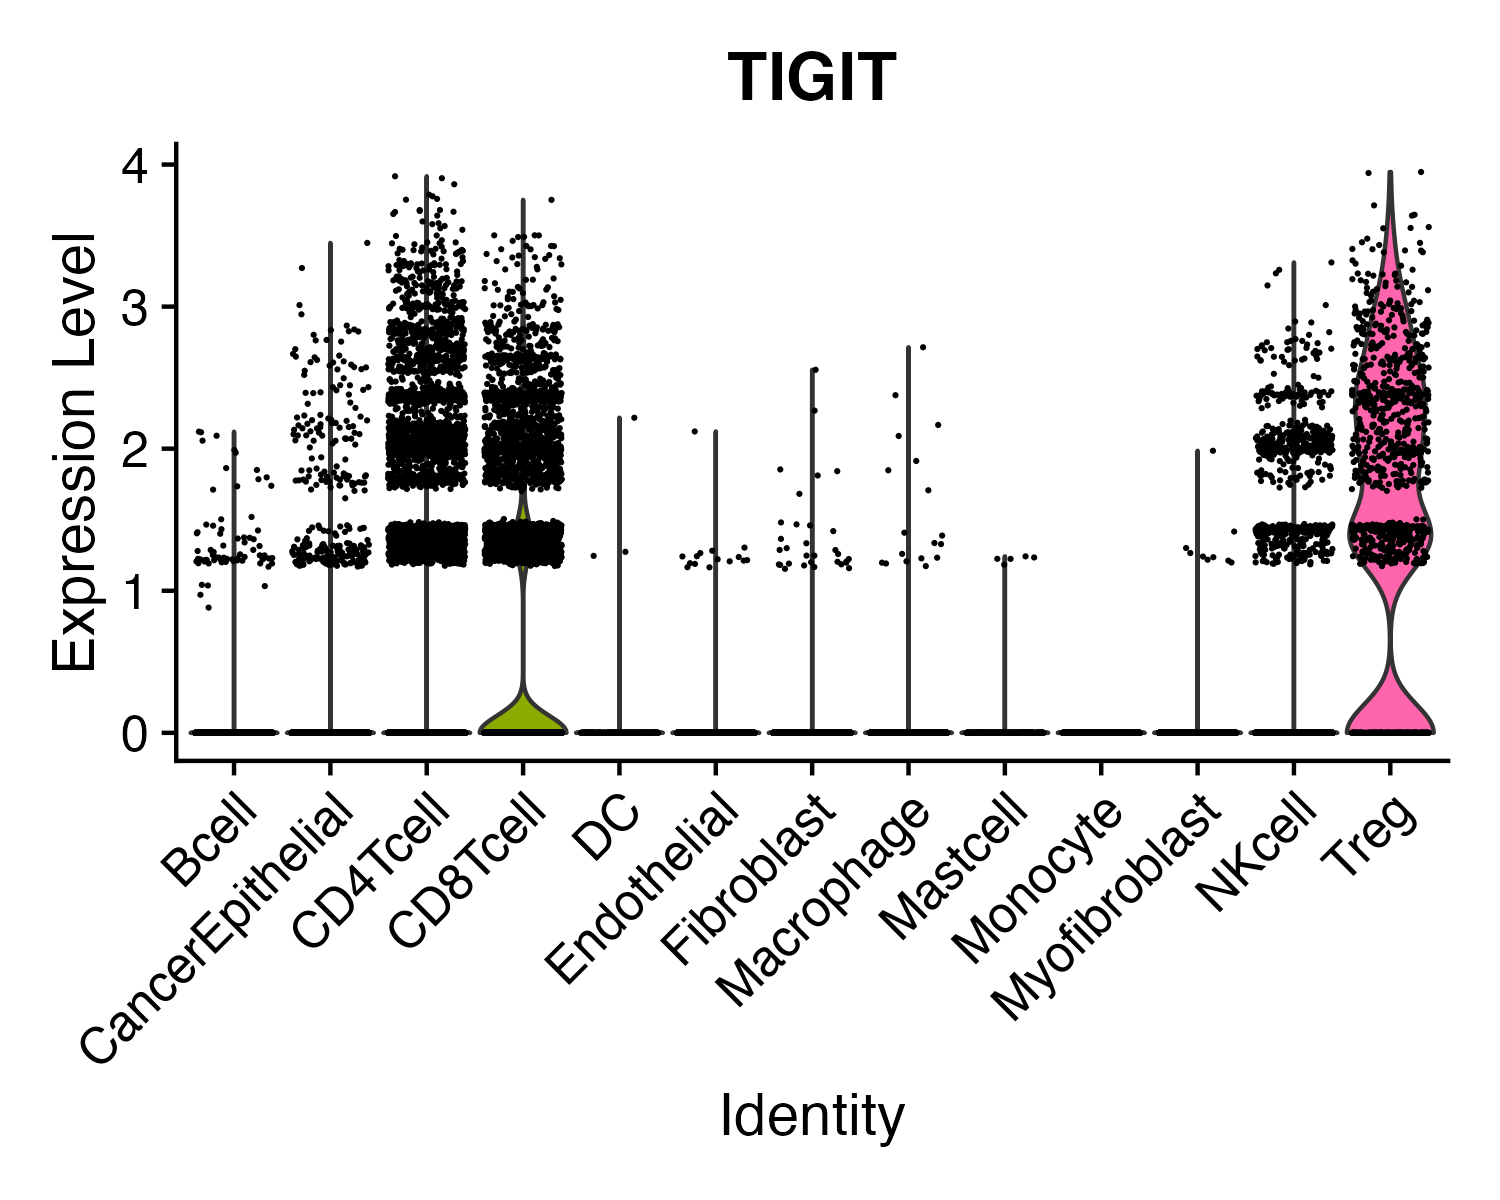 TIGIT
Expression Level
4
3
2
1
0
Bcell
CancerEpithelial
CD4Tcell
CD8Tcell
DC
Endothelial
Fibroblast
Macrophage
Mastcell
Monocyte
Myofibroblast
NKcell
Treg
Identity